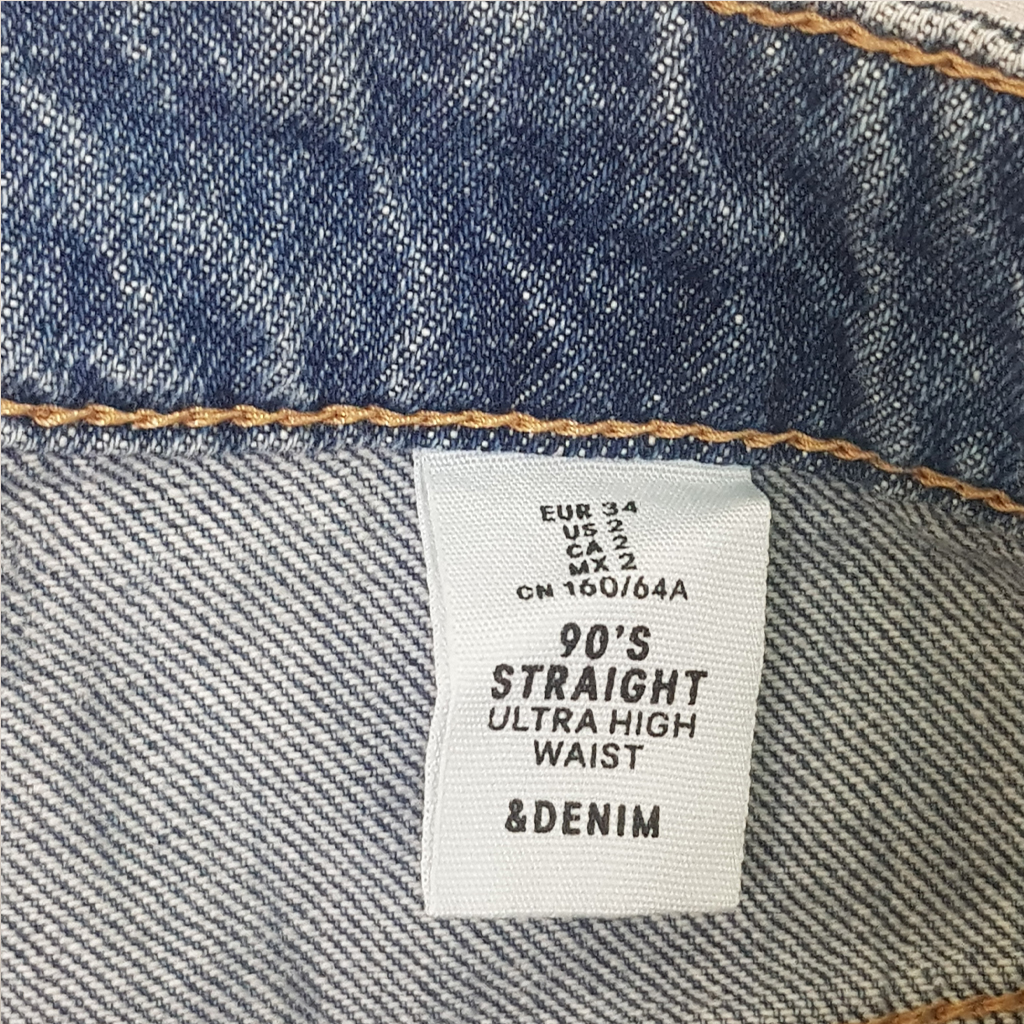 EUR 34
US 2
CA 2
MX 2
CN 160/64A
90'S
STRAIGHT
ULTRA HIGH
WAIST
&DENIM